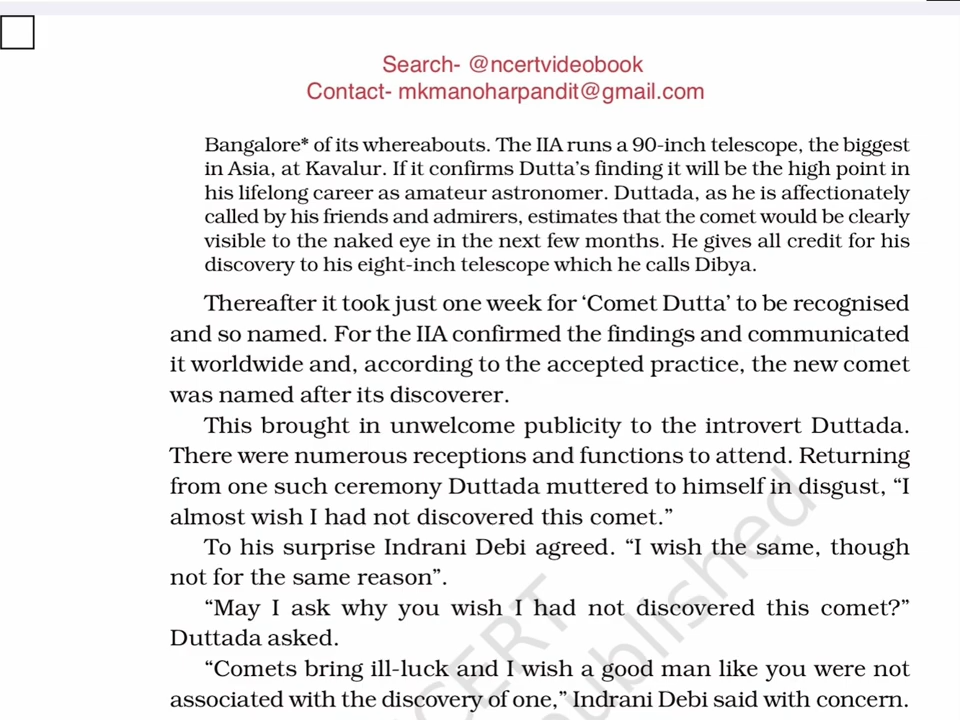 Search- @ncertvideobook
Contact- mkmanoharpandit@gmail.com
Bangalore* of its whereabouts. The IIA runs a 90-inch telescope, the biggest
in Asia, at Kavalur. If it confirms Dutta’s finding it will be the high point in
his lifelong career as amateur astronomer. Duttada, as he is affectionately
called by his friends and admirers, estimates that the comet would be clearly
visible to the naked eye in the next few months. He gives all credit for his
discovery to his eight-inch telescope which he calls Dibya.
Thereafter it took just one week for ‘Comet Dutta’ to be recognised
and so named. For the IIA confirmed the findings and communicated
it worldwide and, according to the accepted practice, the new comet
was named after its discoverer.
This brought in unwelcome publicity to the introvert Duttada.
There were numerous receptions and functions to attend. Returning
from one such ceremony Duttada muttered to himself in disgust, “I
almost wish I had not discovered this comet.”
To his surprise Indrani Debi agreed. “I wish the same, though
not for the same reason”.
“May I ask why you wish I had not discovered this comet?”
Duttada asked.
“Comets bring ill-luck and I wish a good man like you were not
associated with the discovery of one,” Indrani Debi said with concern.
CERT
published